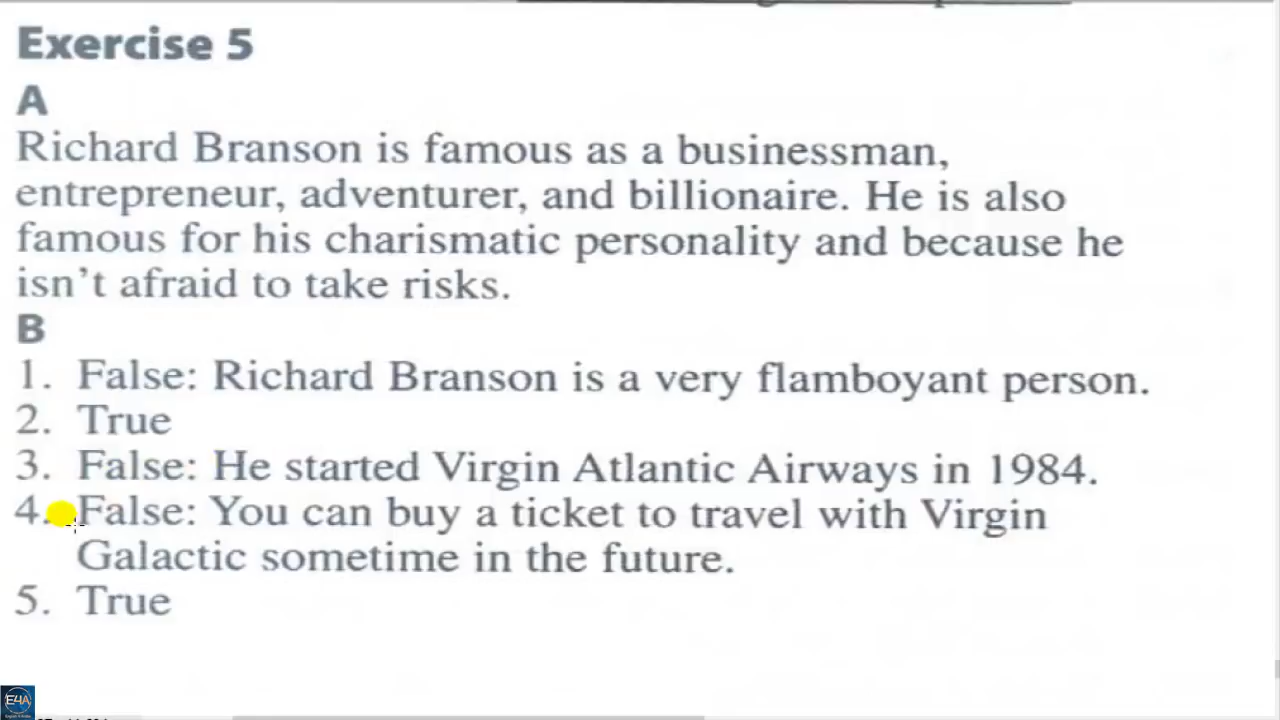 Exercise 5
A
Richard Branson is famous as a businessman,
entrepreneur, adventurer, and billionaire. He is also
famous for his charismatic personality and because he
isn't afraid to take risks.
B
1. False: Richard Branson is a very flamboyant person.
2. True
3. False: He started Virgin Atlantic Airways in 1984.
4. False: You can buy a ticket to travel with Virgin
Galactic sometime in the future.
5. True
E4A